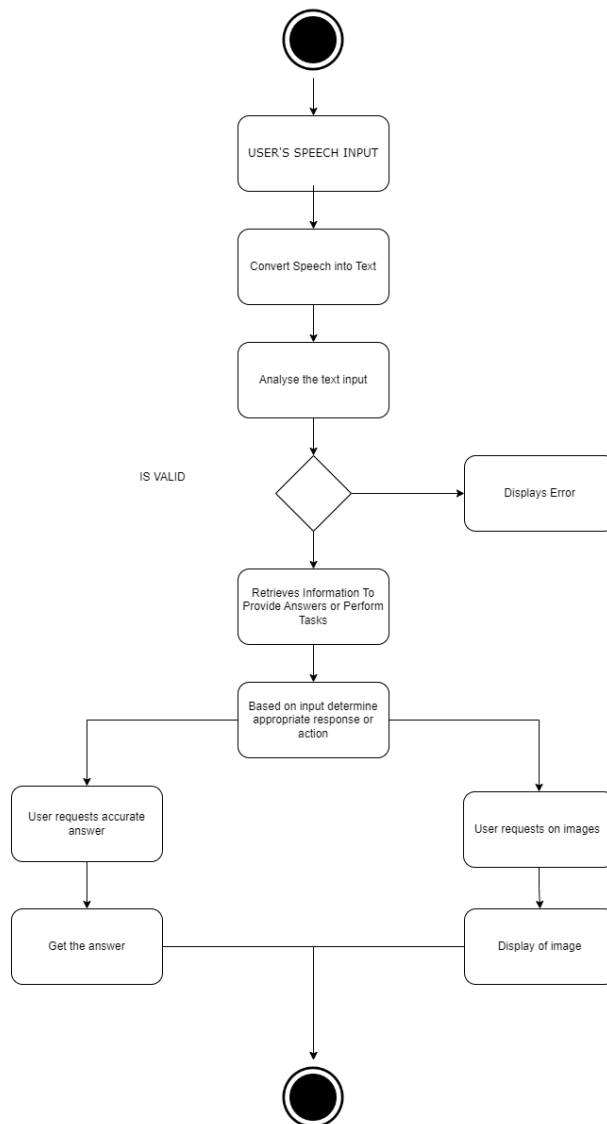 USER'S SPEECH INPUT
Convert Speech into Text
Analyse the text input
IS VALID
Displays Error
Retrieves Information To
Provide Answers or Perform
Tasks
Based on input determine
appropriate response or
action
User requests accurate
answer
User requests on images
Get the answer
Display of image